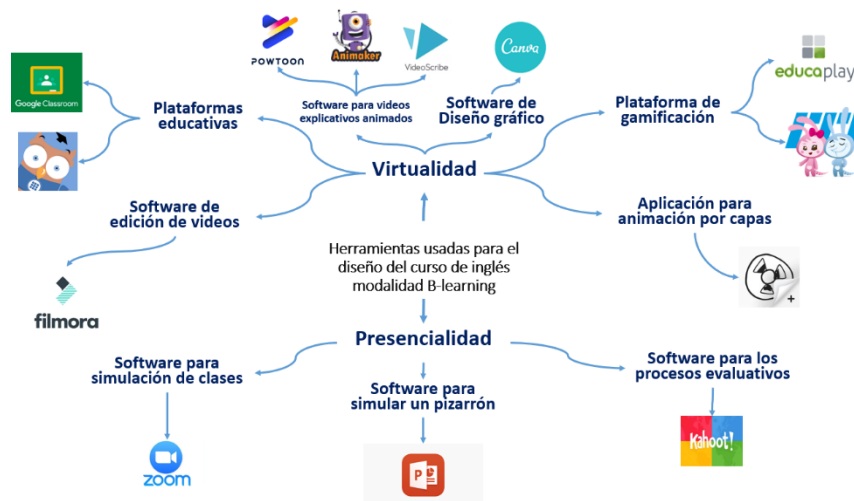 POWTOON
Animaker
VideoScribe
Canva
educaplay
Google Classroom
Plataformas
educativas
Software para videos
explicativos animados
Software de
Diseño gráfico
Plataforma de
gamificación
Virtualidad
Software de
edición de videos
Aplicación para
animación por capas
Herramientas usadas para el
diseño del curso de inglés
modalidad B-learning
filmora
Presencialidad
Software para
simulación de clases
Software para
simular un pizarrón
Software para los
procesos evaluativos
zoom
P
Kahoot!